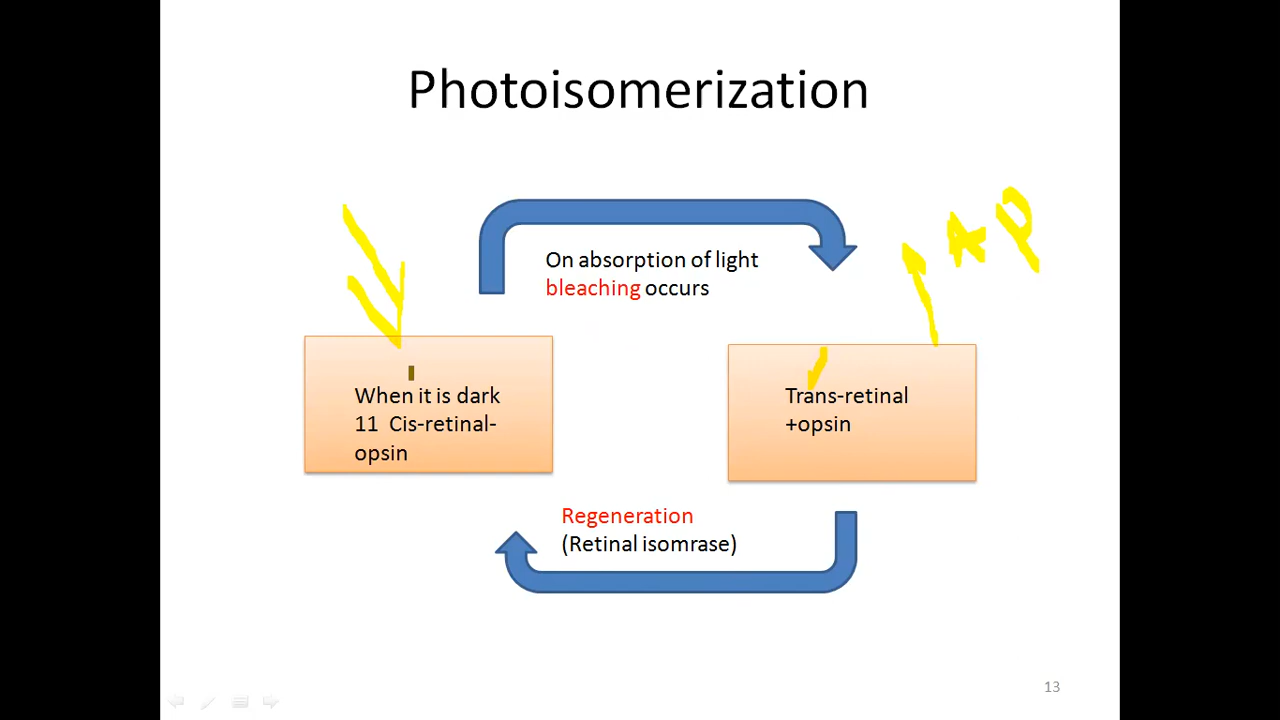 Photoisomerization
On absorption of light
bleaching occurs
AP
When it is dark
11 Cis-retinal-
opsin
Trans-retinal
+opsin
Regeneration
(Retinal isomrase)
13